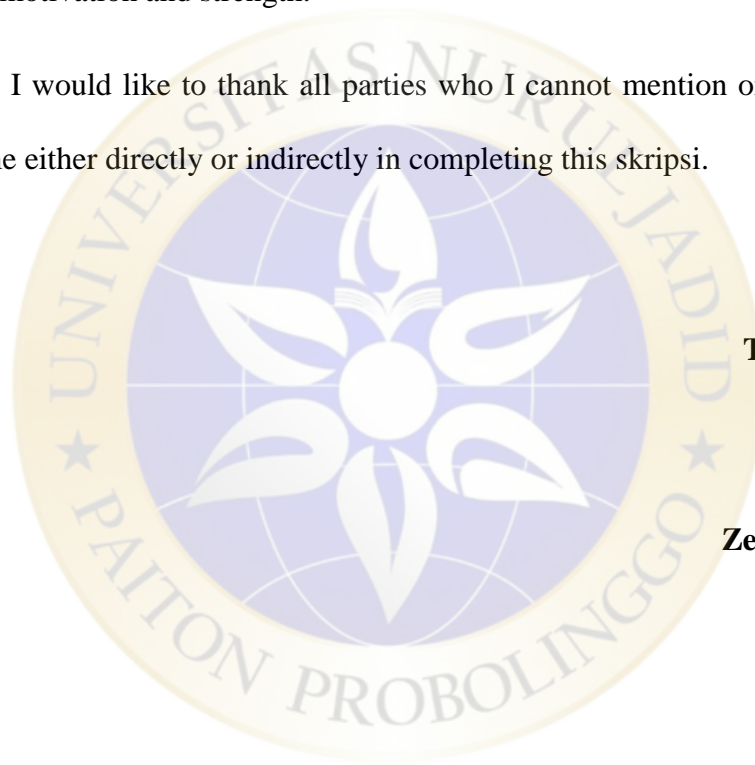 motivation and strength.
I would like to thank all parties who I cannot mention
either directly or indirectly in completing this skripsi.
UNIVERSITAS NURUL JADID
PAITON PROBOLINGGO